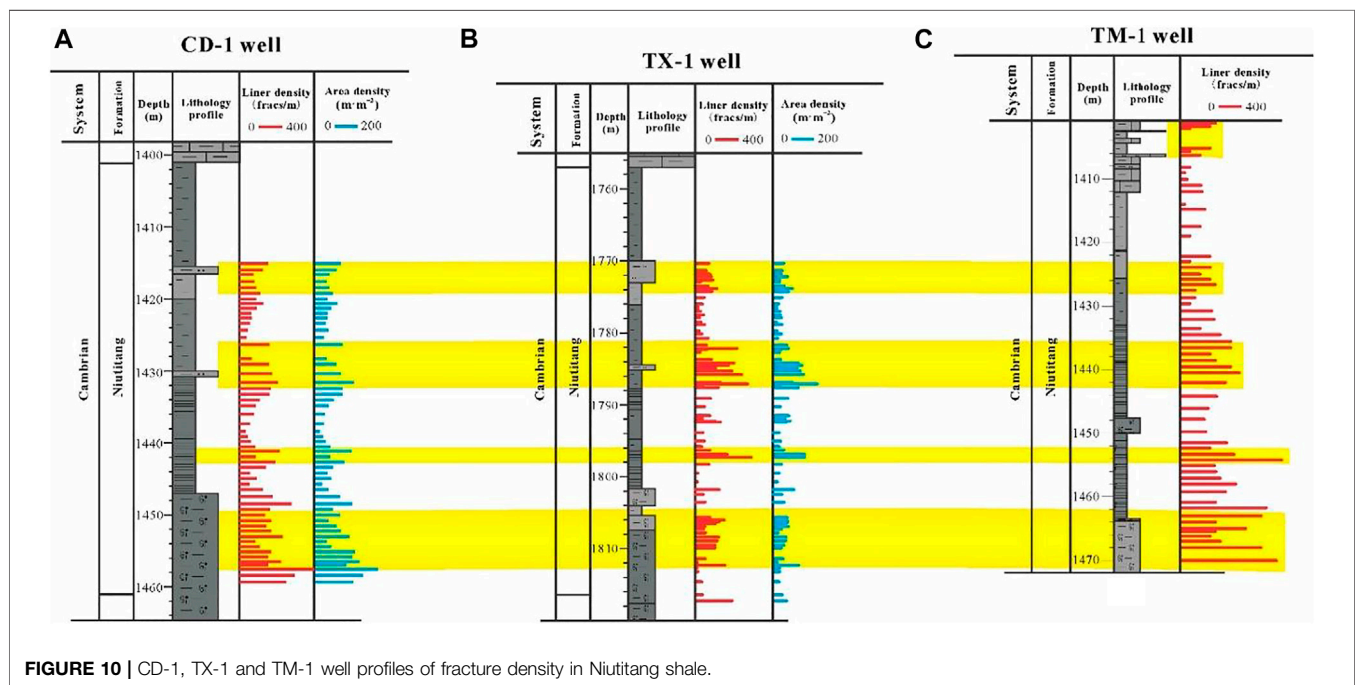 A
CD-1 well
System
Formation
Depth
(m)
Lithology
profile
Liner density
(fracs/m)
0 400
Area density
(m·m⁻²)
0 200
1400
1410
1420
1430
1440
1450
1460
Cambrian
Niutitang
B
TX-1 well
System
Formation
Depth
(m)
Lithology
profile
Liner density
(fracs/m)
0 400
Area density
(m·m⁻²)
0 200
1760
1770
1780
1790
1800
1810
Cambrian
Niutitang
C
TM-1 well
System
Formation
Depth
(m)
Lithology
profile
Liner density
(fracs/m)
0 400
1410
1420
1430
1440
1450
1460
1470
Cambrian
Niutitang
FIGURE 10 | CD-1, TX-1 and TM-1 well profiles of fracture density in Niutitang shale.